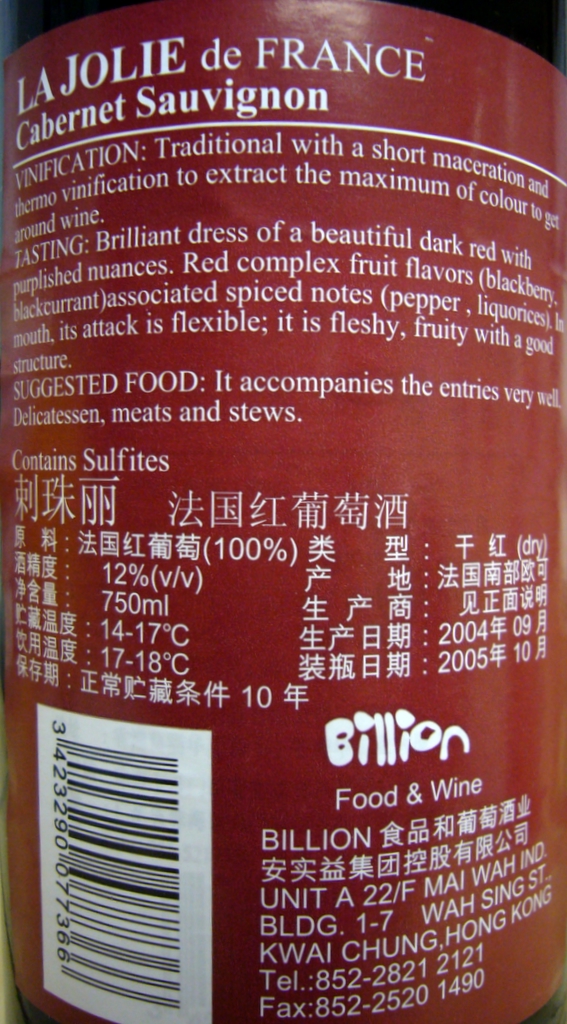 LA JOLIE de FRANCE
Cabernet Sauvignon
VINIFICATION: Traditional with a short maceration and
thermo vinification to extract the maximum of colour to get
around wine.
TASTING: Brilliant dress of a beautiful dark red with
purplished nuances. Red complex fruit flavors (blackberry,
blackcurrant)associated spiced notes (pepper , liquorices). In
mouth, its attack is flexible; it is fleshy, fruity with a good
structure.
SUGGESTED FOOD: It accompanies the entries very well.
Delicatessen, meats and stews.
Contains Sulfites
刺珠丽 法国红葡萄酒
原 料：法国红葡萄(100%) 类 型： 干 红 (dry)
酒精度： 12%(v/v) 产 地：法国南部欧可
净含量： 750ml 生 产 商： 见正面说明
贮藏温度：14-17℃ 生产日期：2004年 09 月
饮用温度：17-18℃ 装瓶日期：2005年 10 月
保存期：正常贮藏条件 10 年
Billion
Food & Wine
BILLION 食品和葡萄酒业
安实益集团控股有限公司
UNIT A 22/F MAI WAH IND.
BLDG. 1-7 WAH SING ST.,
KWAI CHUNG,HONG KONG
Tel.:852-2821 2121
Fax:852-2520 1490
3 423290 077366